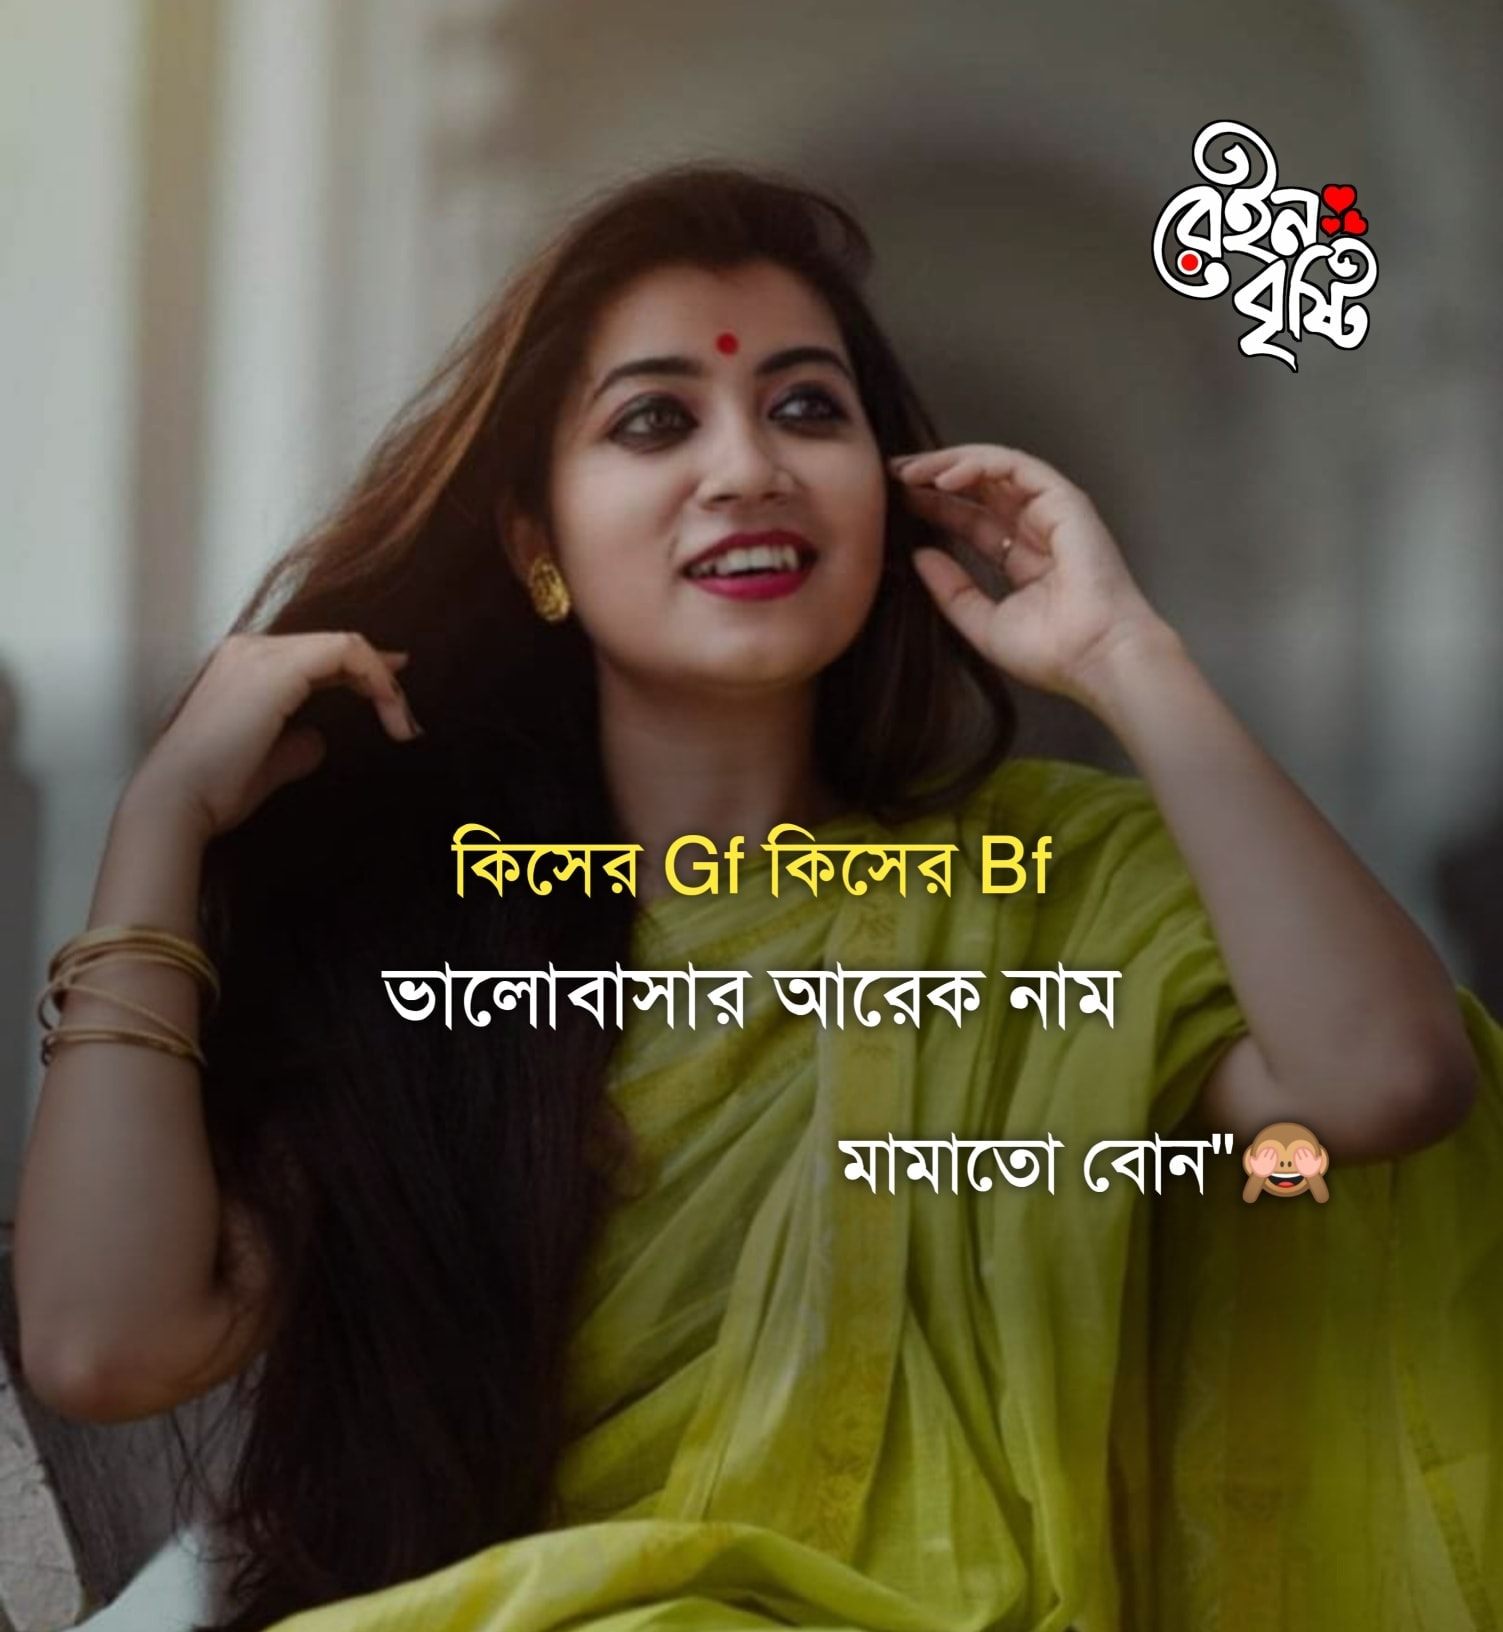 রেইন
বৃষ্টি
কিসের Gf কিসের Bf
ভালোবাসার আরেক নাম
মামাতো বোন"🙈